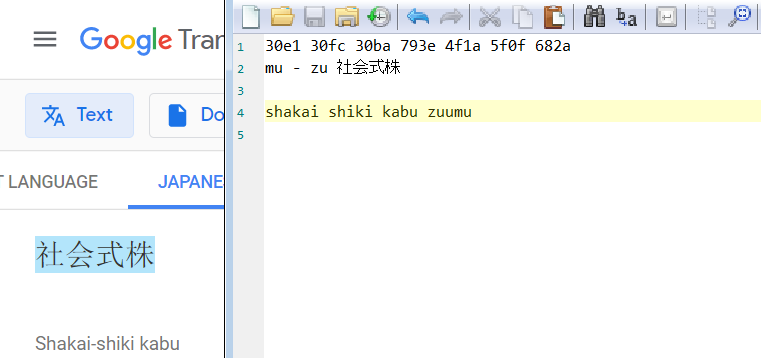 Google Tran
Text
Do
T LANGUAGE
JAPANE
社会式株
Shakai-shiki kabu
1 30e1 30fc 30ba 793e 4f1a 5f0f 682a
2 mu - zu 社会式株
3
4 shakai shiki kabu zuumu
5